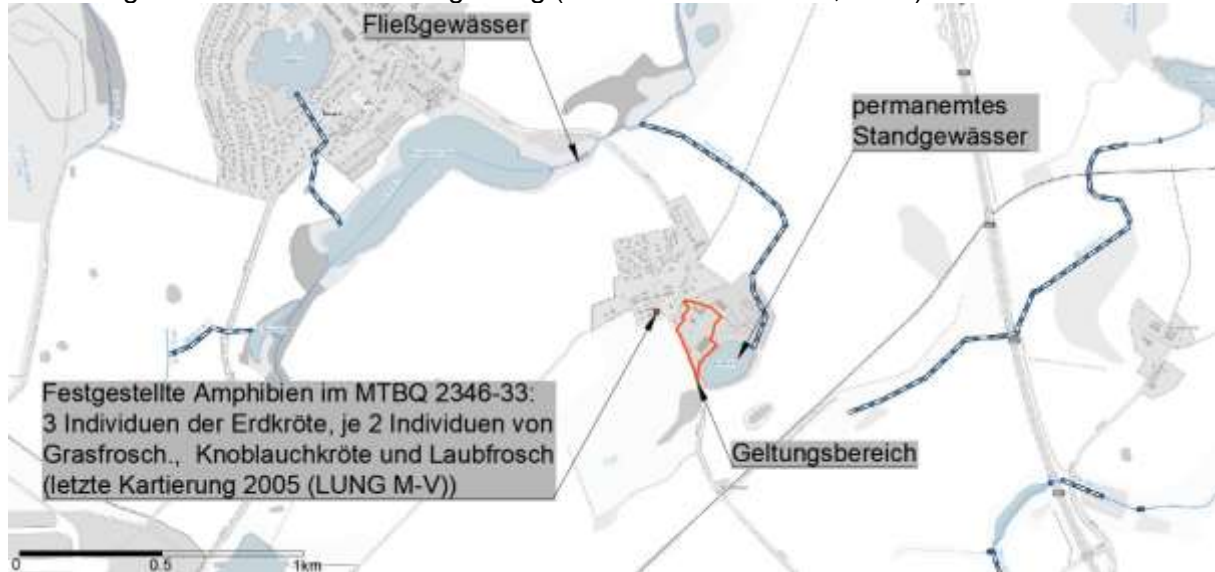 Fließgewässer
permanemtes
Standgewässer
Festgestellte Amphibien im MTBQ 2346-33:
3 Individuen der Erdkröte, je 2 Individuen von
Grasfrosch., Knoblauchkröte und Laubfrosch
(letzte Kartierung 2005 (LUNG M-V))
Geltungsbereich
0 0.5 1km